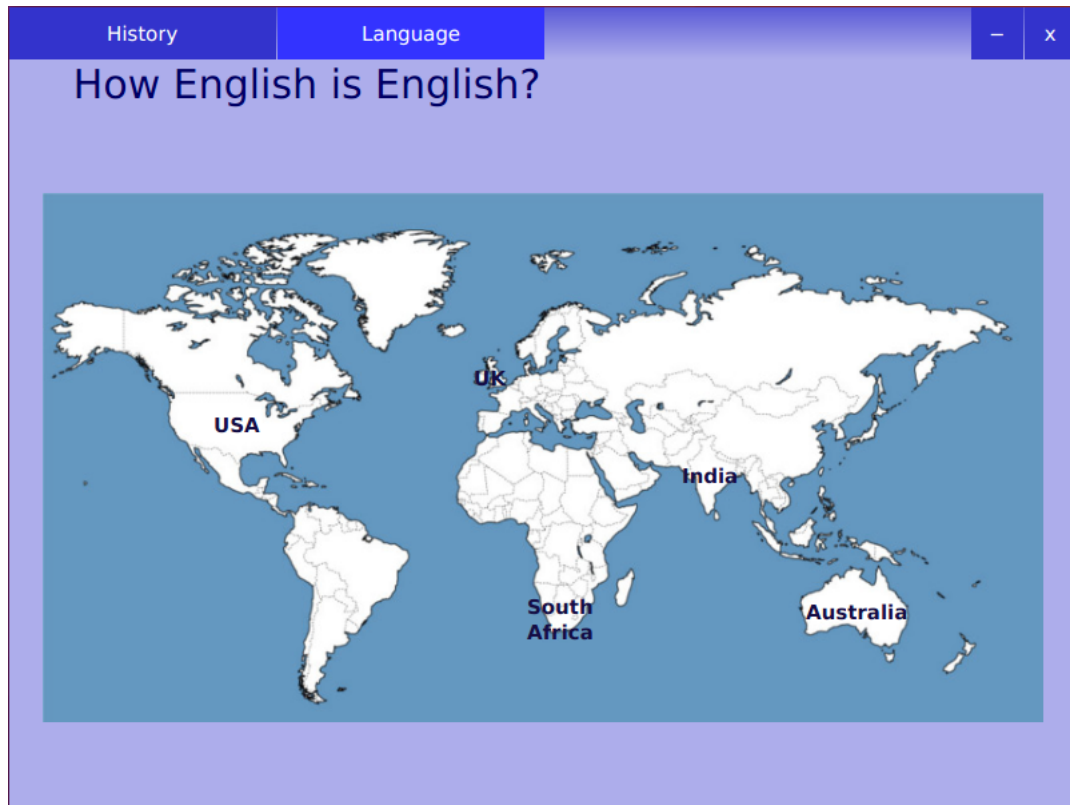 History Language − x
How English is English?
UK
USA
India
South
Africa
Australia